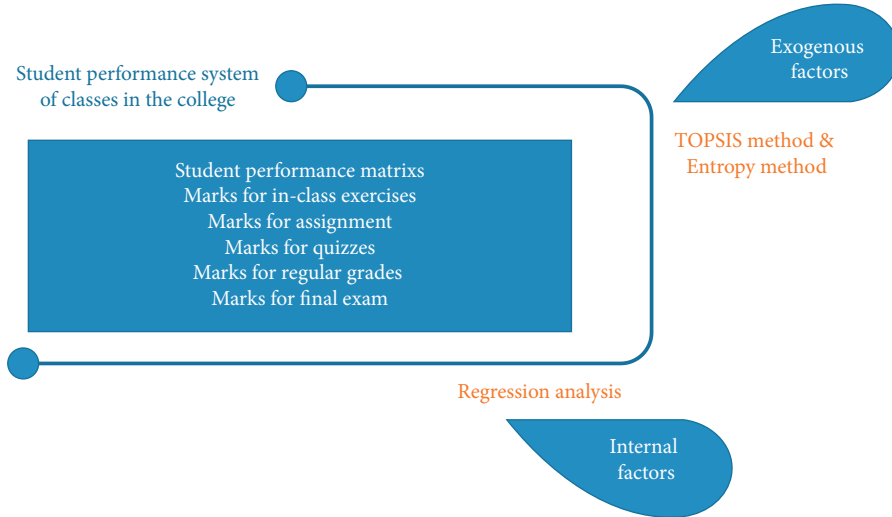 Exogenous
factors
Student performance system
of classes in the college
TOPSIS method &
Entropy method
Student performance matrixs
Marks for in-class exercises
Marks for assignment
Marks for quizzes
Marks for regular grades
Marks for final exam
Regression analysis
Internal
factors